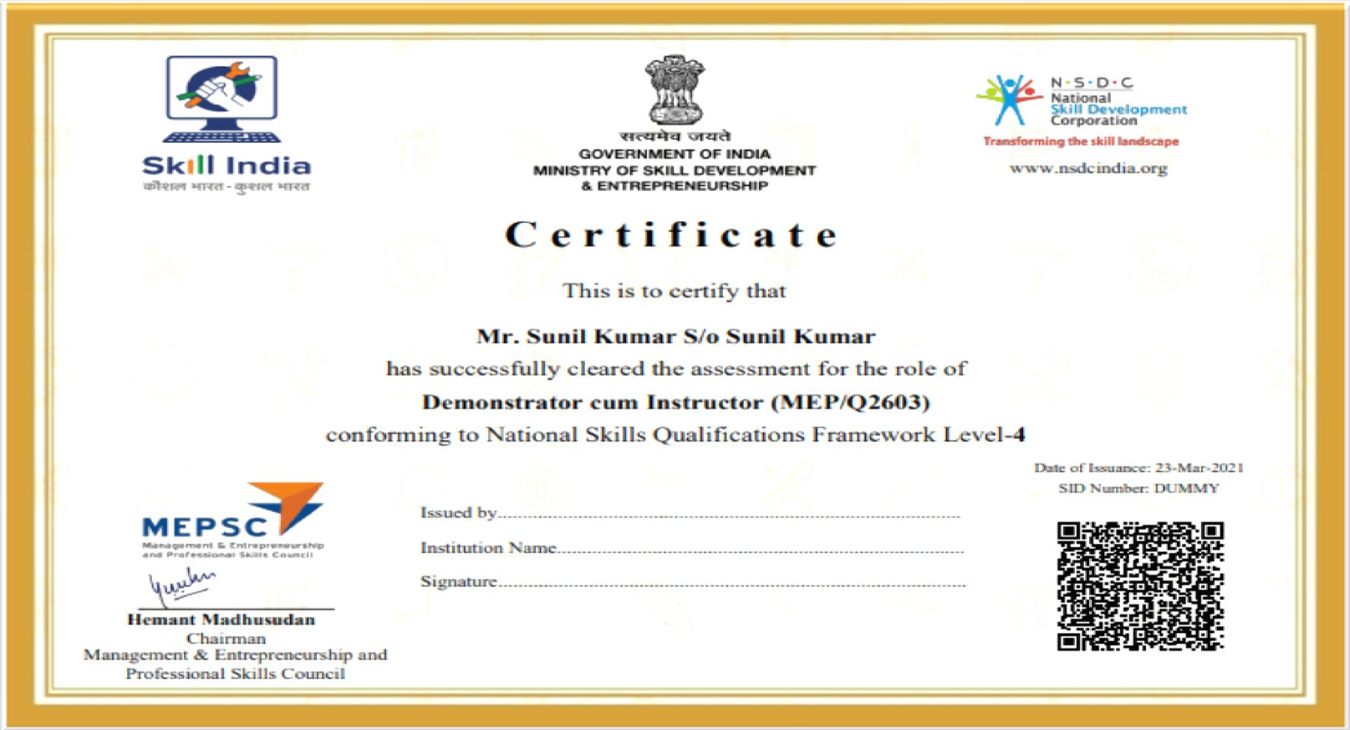 Skill India
कौशल भारत - कुशल भारत
सत्यमेव जयते
GOVERNMENT OF INDIA
MINISTRY OF SKILL DEVELOPMENT
& ENTREPRENEURSHIP
N·S·D·C
National
Skill Development
Corporation
Transforming the skill landscape
www.nsdcindia.org
Certificate
This is to certify that
Mr. Sunil Kumar S/o Sunil Kumar
has successfully cleared the assessment for the role of
Demonstrator cum Instructor (MEP/Q2603)
conforming to National Skills Qualifications Framework Level-4
Date of Issuance: 23-Mar-2021
SID Number: DUMMY
MEPSC
Management & Entrepreneurship
and Professional Skills Council
Issued by
Institution Name
Signature
Hemant Madhusudan
Chairman
Management & Entrepreneurship and
Professional Skills Council